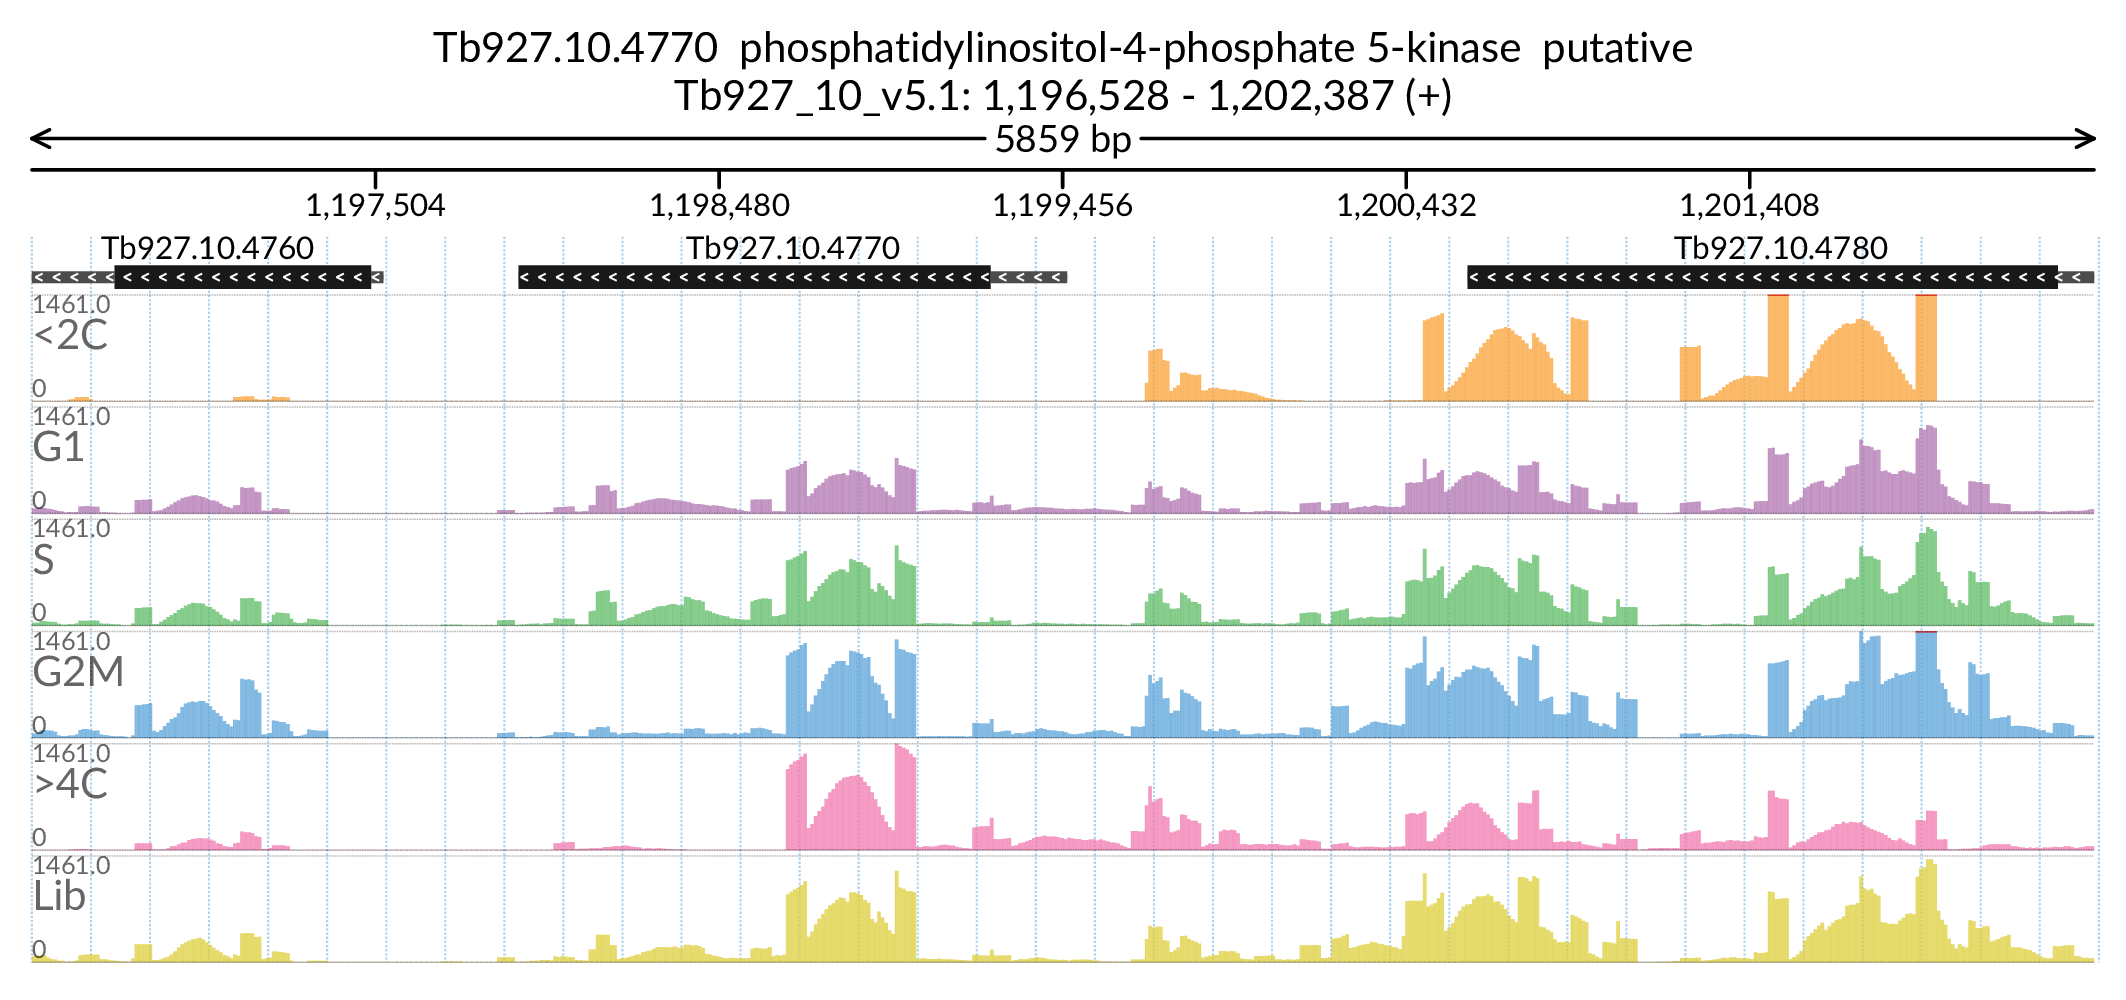 Tb927.10.4770 phosphatidylinositol-4-phosphate 5-kinase putative
Tb927_10_v5.1: 1,196,528 - 1,202,387 (+)
5859 bp
1,197,504 1,198,480 1,199,456 1,200,432 1,201,408
Tb927.10.4760 Tb927.10.4770 Tb927.10.4780
1461.0
<2C
0
1461.0
G1
0
1461.0
S
0
1461.0
G2M
0
1461.0
>4C
0
1461.0
Lib
0